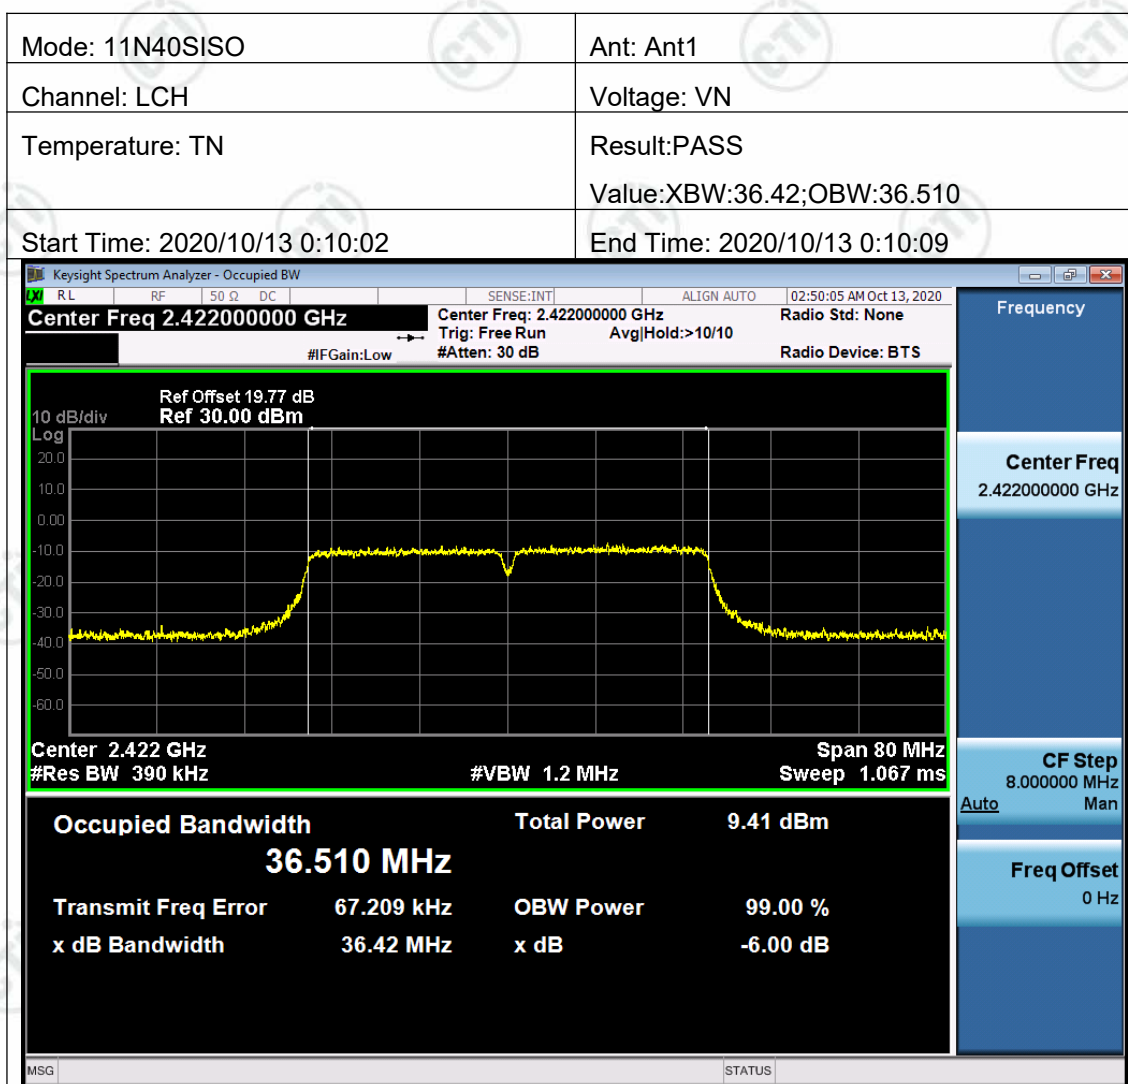 Mode: 11N40SISO
Ant: Ant1
Channel: LCH
Voltage: VN
Temperature: TN
Result:PASS
Value:XBW:36.42;OBW:36.510
Start Time: 2020/10/13 0:10:02
End Time: 2020/10/13 0:10:09
Keysight Spectrum Analyzer - Occupied BW
LXI RL RF 50 Ω DC SENSE:INT ALIGN AUTO 02:50:05 AM Oct 13, 2020
Center Freq 2.422000000 GHz
Center Freq: 2.422000000 GHz
Radio Std: None
Trig: Free Run Avg|Hold:>10/10
#IFGain:Low
#Atten: 30 dB
Radio Device: BTS
Ref Offset 19.77 dB
10 dB/div Ref 30.00 dBm
Log
20.0
10.0
0.00
-10.0
-20.0
-30.0
-40.0
-50.0
-60.0
Center 2.422 GHz Span 80 MHz
#Res BW 390 kHz #VBW 1.2 MHz Sweep 1.067 ms
Occupied Bandwidth Total Power 9.41 dBm
36.510 MHz
Transmit Freq Error 67.209 kHz OBW Power 99.00 %
x dB Bandwidth 36.42 MHz x dB -6.00 dB
Frequency
Center Freq
2.422000000 GHz
CF Step
8.000000 MHz
Auto Man
Freq Offset
0 Hz
MSG STATUS
CTI
CTI
CTI
CTI
CTI
CTI